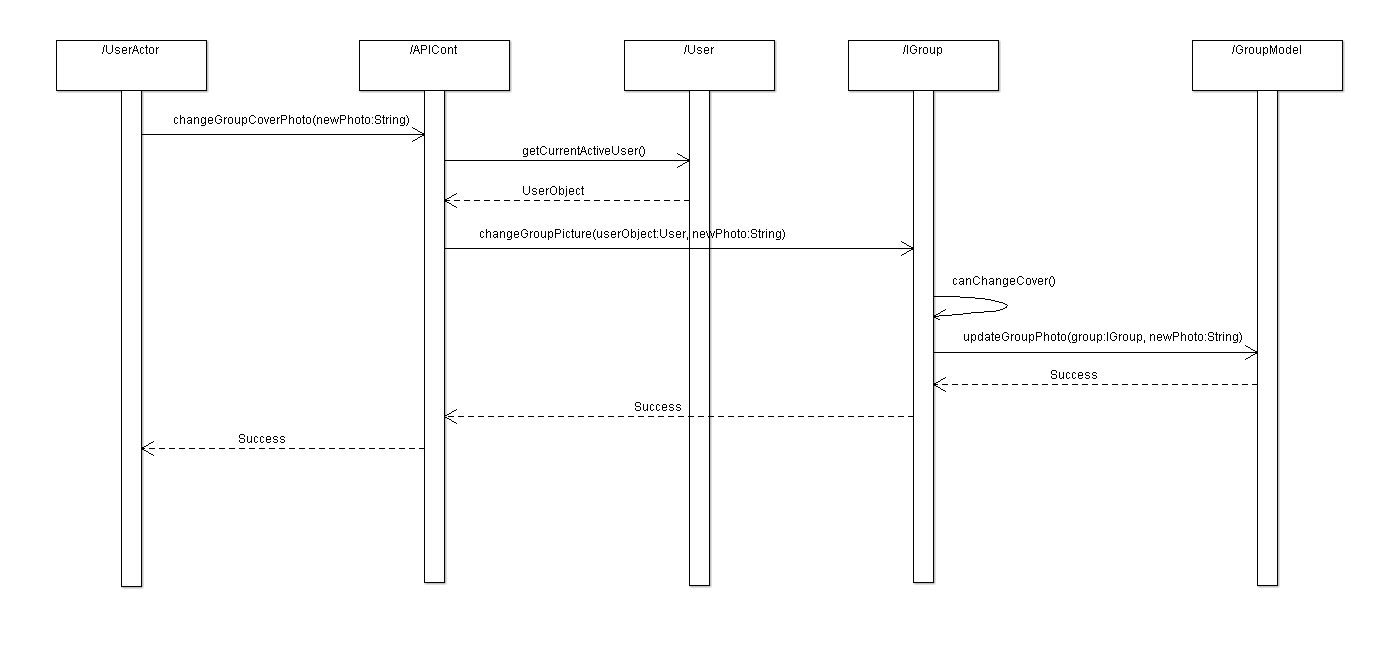 /UserActor
/APICont
/User
/IGroup
/GroupModel
changeGroupCoverPhoto(newPhoto:String)
getCurrentActiveUser()
UserObject
changeGroupPicture(userObject:User, newPhoto:String)
canChangeCover()
updateGroupPhoto(group:IGroup, newPhoto:String)
Success
Success
Success